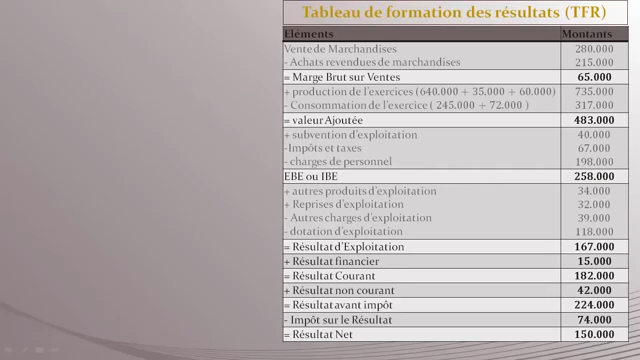 Tableau de formation des résultats (TFR)
Eléments Montants
Vente de Marchandises 280.000
- Achats revendues de marchandises 215.000
= Marge Brut sur Ventes 65.000
+ production de l'exercices (640.000 + 35.000 + 60.000) 735.000
- Consommation de l'exercice ( 245.000 + 72.000 ) 317.000
= valeur Ajoutée 483.000
+ subvention d'exploitation 40.000
-Impôts et taxes 67.000
- charges de personnel 198.000
EBE ou IBE 258.000
+ autres produits d'exploitation 34.000
+ Reprises d'exploitation 32.000
- Autres charges d'exploitation 39.000
- dotation d'exploitation 118.000
= Résultat d'Exploitation 167.000
+ Résultat financier 15.000
= Résultat Courant 182.000
+ Résultat non courant 42.000
= Résultat avant impôt 224.000
- Impôt sur le Résultat 74.000
= Résultat Net 150.000